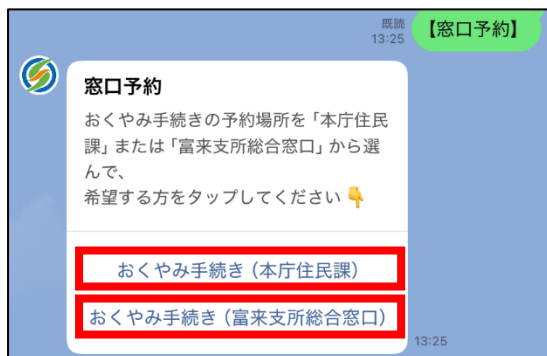 既読
13:25
【窓口予約】
窓口予約
おくやみ手続きの予約場所を「本庁住民
課」または「富来支所総合窓口」から選
んで、
希望する方をタップしてください👇
おくやみ手続き（本庁住民課）
おくやみ手続き（富来支所総合窓口）
13:25